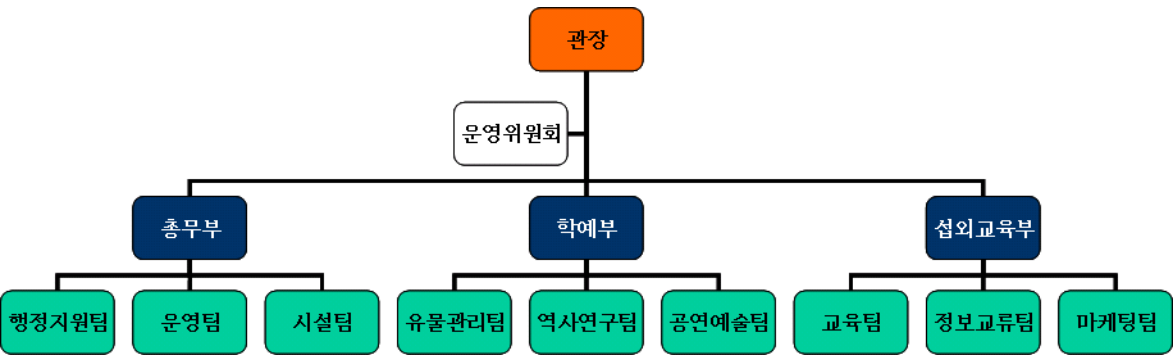 관장
운영위원회
총무부
학예부
섭외교육부
행정지원팀
운영팀
시설팀
유물관리팀
역사연구팀
공연예술팀
교육팀
정보교류팀
마케팅팀